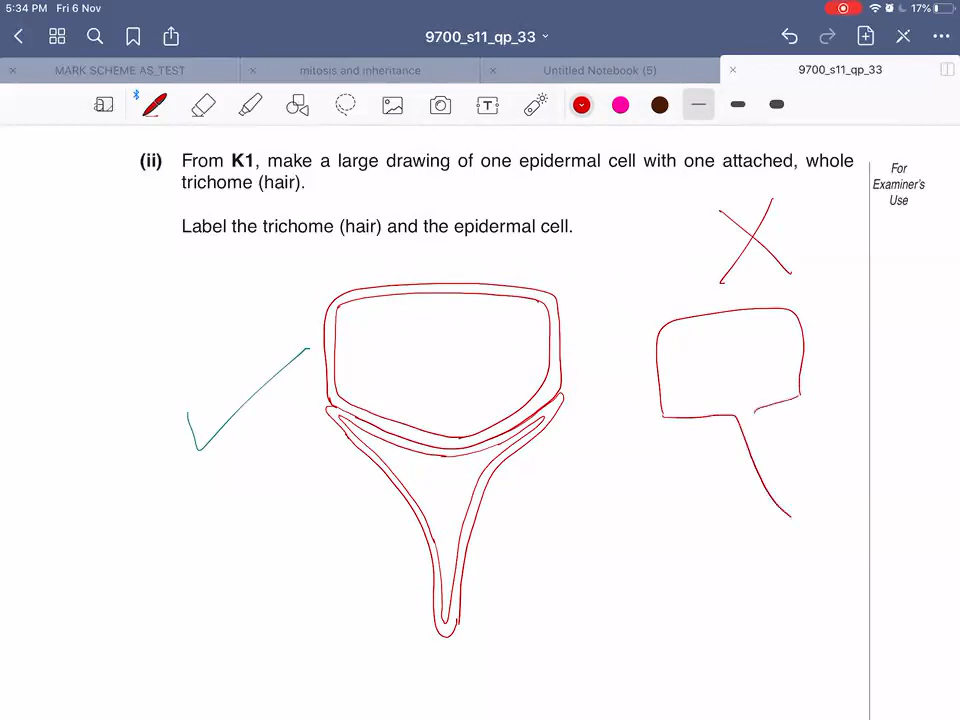 5:34 PM Fri 6 Nov
17%
9700_s11_qp_33
MARK SCHEME AS_TEST
mitosis and inheritance
Untitled Notebook (5)
9700_s11_qp_33
T
(ii) From K1, make a large drawing of one epidermal cell with one attached, whole
trichome (hair).
Label the trichome (hair) and the epidermal cell.
For
Examiner's
Use